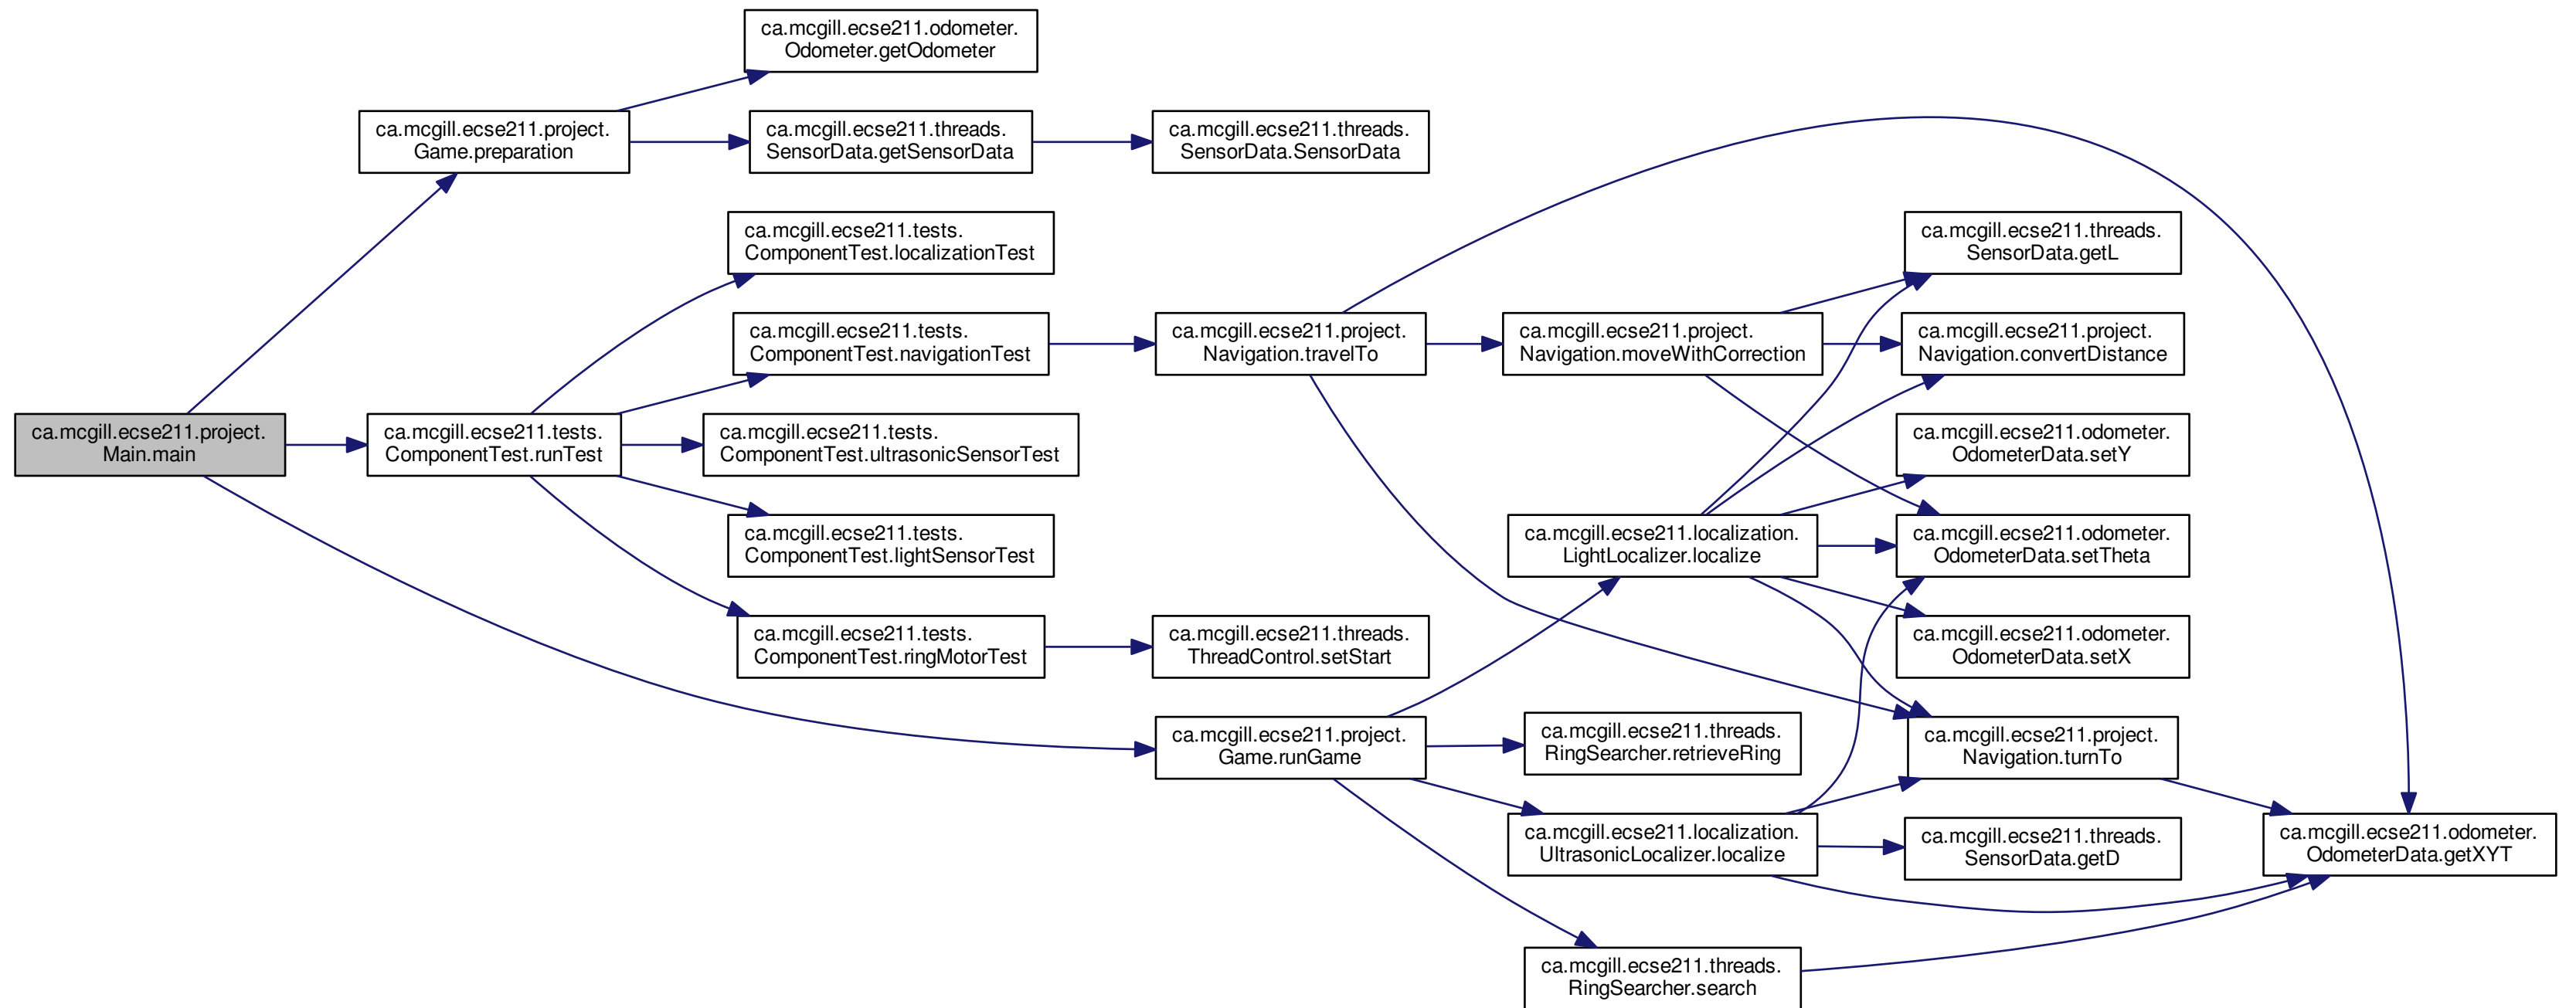 ca.mcgill.ecse211.project.
Main.main
ca.mcgill.ecse211.project.
Game.preparation
ca.mcgill.ecse211.tests.
ComponentTest.runTest
ca.mcgill.ecse211.odometer.
Odometer.getOdometer
ca.mcgill.ecse211.threads.
SensorData.getSensorData
ca.mcgill.ecse211.tests.
ComponentTest.localizationTest
ca.mcgill.ecse211.tests.
ComponentTest.navigationTest
ca.mcgill.ecse211.tests.
ComponentTest.ultrasonicSensorTest
ca.mcgill.ecse211.tests.
ComponentTest.lightSensorTest
ca.mcgill.ecse211.tests.
ComponentTest.ringMotorTest
ca.mcgill.ecse211.threads.
SensorData.SensorData
ca.mcgill.ecse211.project.
Navigation.travelTo
ca.mcgill.ecse211.threads.
ThreadControl.setStart
ca.mcgill.ecse211.project.
Game.runGame
ca.mcgill.ecse211.project.
Navigation.moveWithCorrection
ca.mcgill.ecse211.localization.
LightLocalizer.localize
ca.mcgill.ecse211.threads.
RingSearcher.retrieveRing
ca.mcgill.ecse211.localization.
UltrasonicLocalizer.localize
ca.mcgill.ecse211.threads.
RingSearcher.search
ca.mcgill.ecse211.threads.
SensorData.getL
ca.mcgill.ecse211.project.
Navigation.convertDistance
ca.mcgill.ecse211.odometer.
OdometerData.setY
ca.mcgill.ecse211.odometer.
OdometerData.setTheta
ca.mcgill.ecse211.odometer.
OdometerData.setX
ca.mcgill.ecse211.project.
Navigation.turnTo
ca.mcgill.ecse211.threads.
SensorData.getD
ca.mcgill.ecse211.odometer.
OdometerData.getXYT